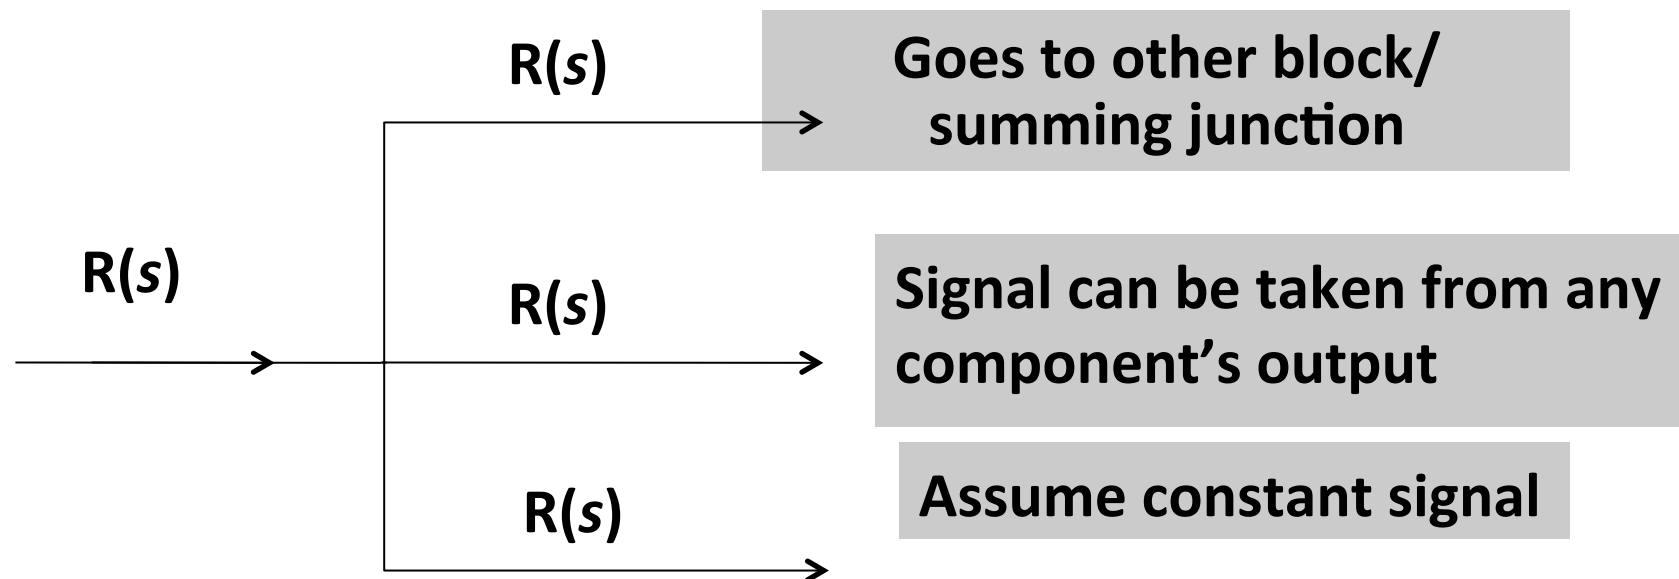 R(s)
Goes to other block/
summing junction
R(s)
R(s)
Signal can be taken from any
component’s output
R(s)
Assume constant signal